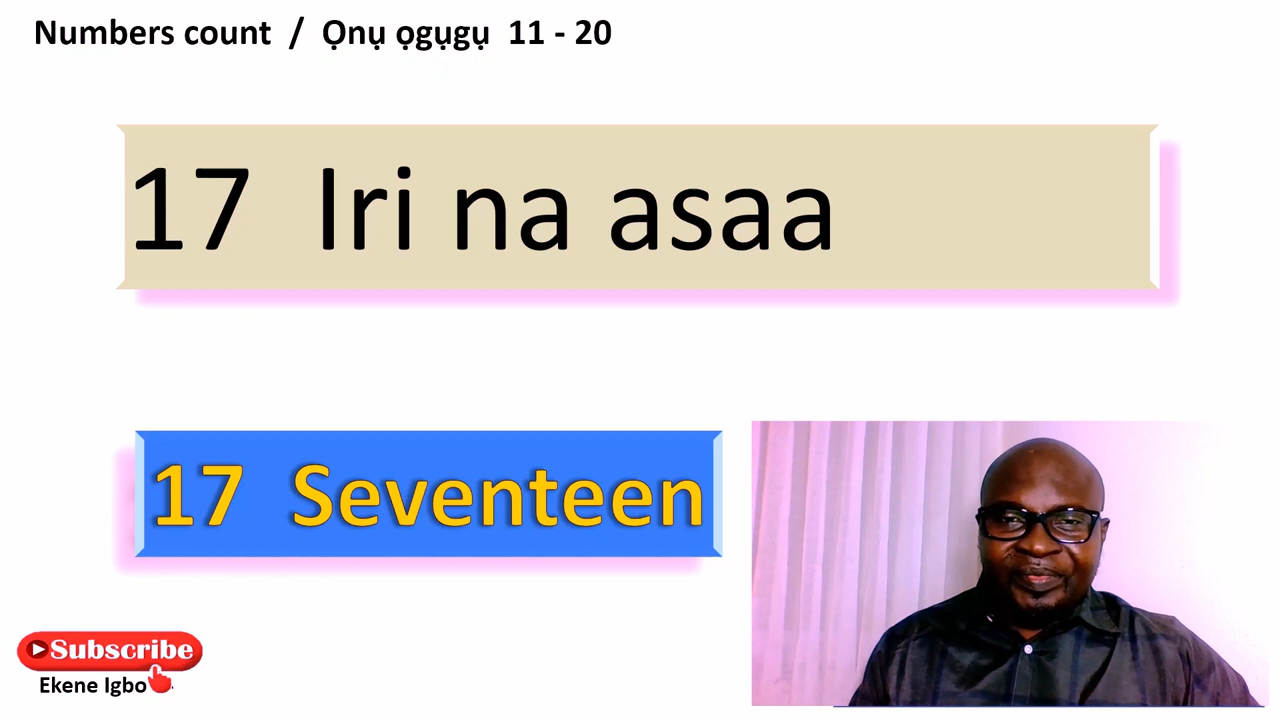 Numbers count / Ọnụ ọgụgụ 11 - 20
17 Iri na asaa
17 Seventeen
Subscribe
Ekene Igbo